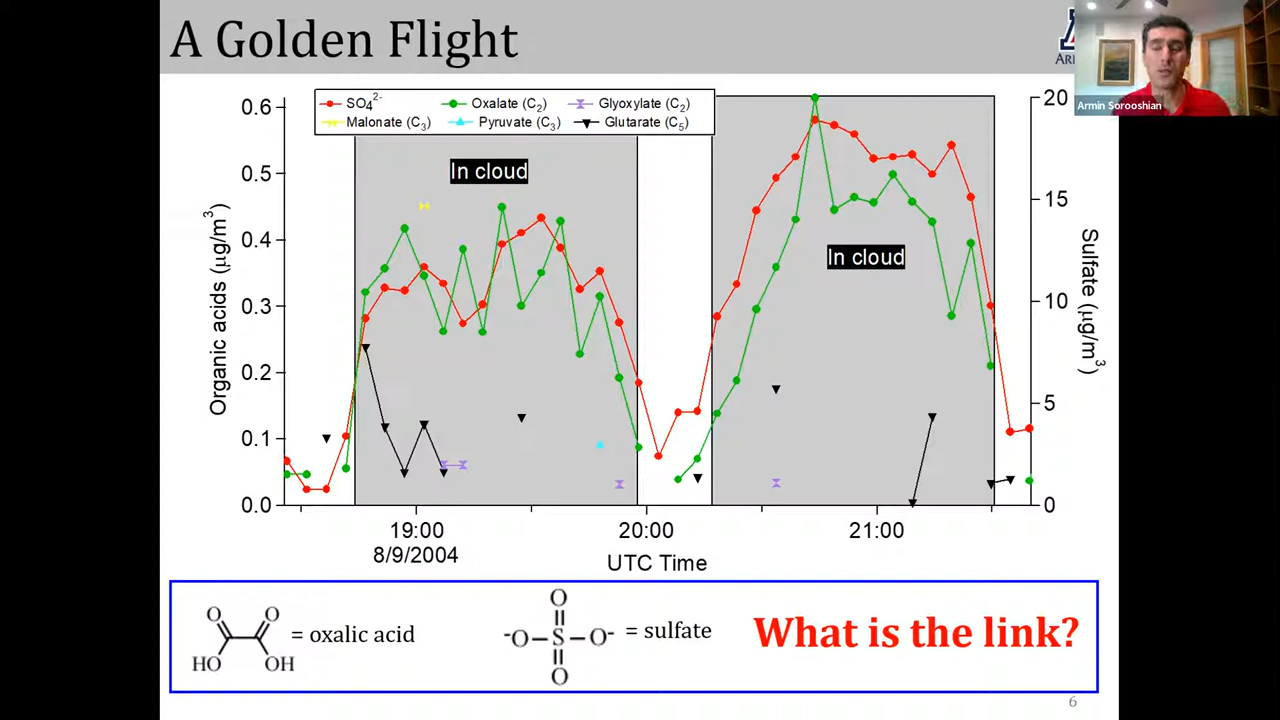 A Golden Flight
Armin Sorooshian
SO₄²⁻
Oxalate (C₂)
Glyoxylate (C₂)
Malonate (C₃)
Pyruvate (C₃)
Glutarate (C₅)
In cloud
In cloud
Organic acids (μg/m³)
0.6
0.5
0.4
0.3
0.2
0.1
0.0
20
15
10
5
0
Sulfate (μg/m³)
19:00
20:00
21:00
8/9/2004
UTC Time
O
O
HO
OH
= oxalic acid
O
⁻O–S–O⁻
O
= sulfate
What is the link?
6